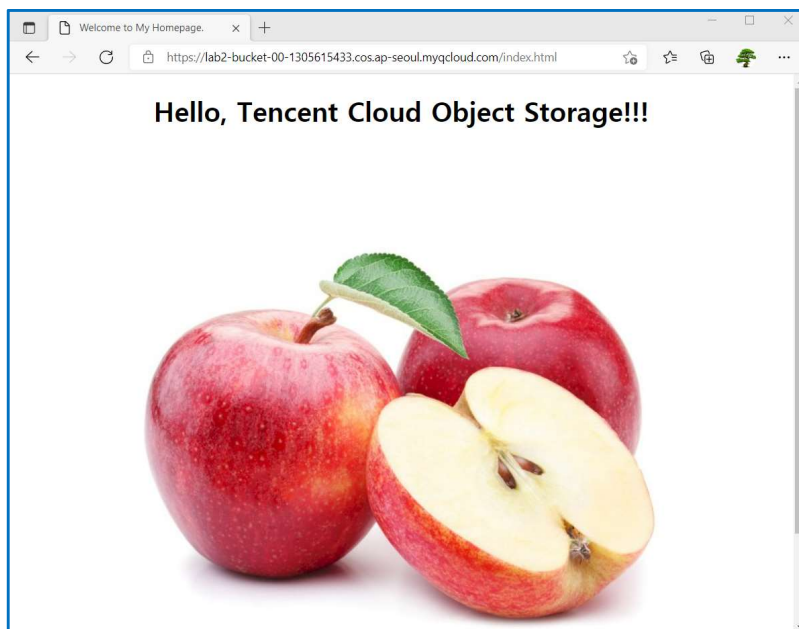 Welcome to My Homepage.
https://lab2-bucket-00-1305615433.cos.ap-seoul.myqcloud.com/index.html
Hello, Tencent Cloud Object Storage!!!